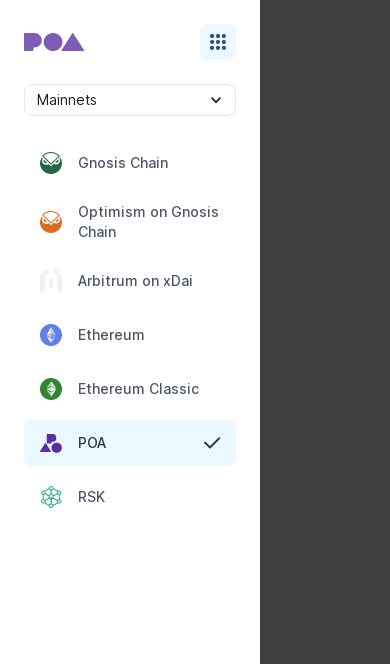 POA
Mainnets
Gnosis Chain
Optimism on Gnosis
Chain
Arbitrum on xDai
Ethereum
Ethereum Classic
POA
RSK